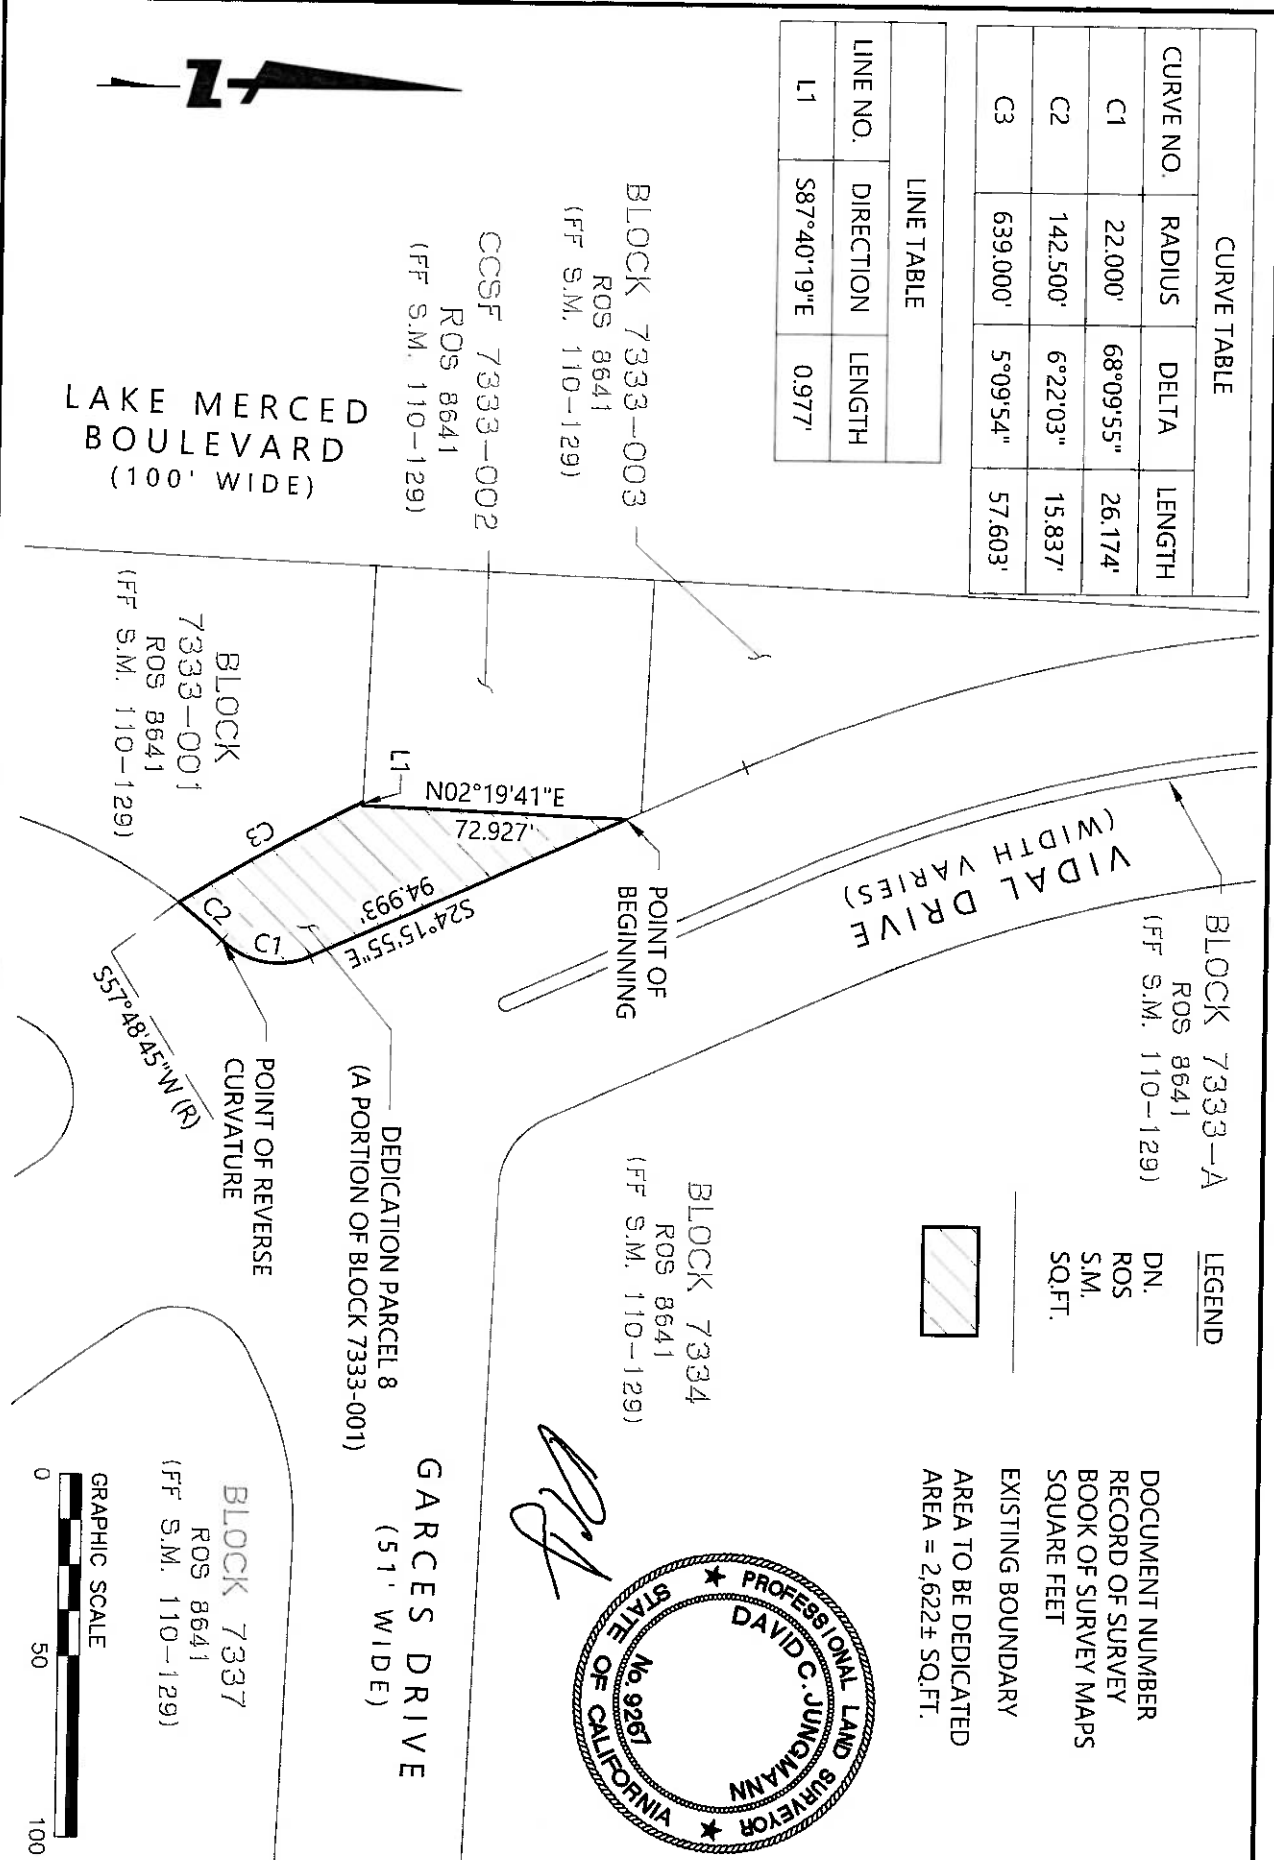 CURVE TABLE
CURVE NO. RADIUS DELTA LENGTH
C1 22.000' 68°09'55" 26.174'
C2 142.500' 6°22'03" 15.837'
C3 639.000' 5°09'54" 57.603'
LINE TABLE
LINE NO. DIRECTION LENGTH
L1 S87°40'19"E 0.977'
BLOCK 7333-003
ROS 8641
(FF S.M. 110-129)
CCSF 7333-002
ROS 8641
(FF S.M. 110-129)
LAKE MERCED
BOULEVARD
(100' WIDE)
BLOCK
7333-001
ROS 8641
(FF S.M. 110-129)
L1
N02°19'41"E
72.927'
C3
C2
C1
94.993'
S24°15'55"E
S57°48'45"W (R)
POINT OF
BEGINNING
VIDAL DRIVE
(WIDTH VARIES)
BLOCK 7333-A
ROS 8641
(FF S.M. 110-129)
POINT OF REVERSE
CURVATURE
DEDICATION PARCEL 8
(A PORTION OF BLOCK 7333-001)
BLOCK 7334
ROS 8641
(FF S.M. 110-129)
GARCES DRIVE
(51' WIDE)
BLOCK 7337
ROS 8641
(FF S.M. 110-129)
LEGEND
DN. DOCUMENT NUMBER
ROS RECORD OF SURVEY
S.M. BOOK OF SURVEY MAPS
SQ.FT. SQUARE FEET
EXISTING BOUNDARY
AREA TO BE DEDICATED
AREA = 2,622± SQ.FT.
PROFESSIONAL LAND SURVEYOR
DAVID C. JUNGMANN
No. 9267
STATE OF CALIFORNIA
GRAPHIC SCALE
0 50 100